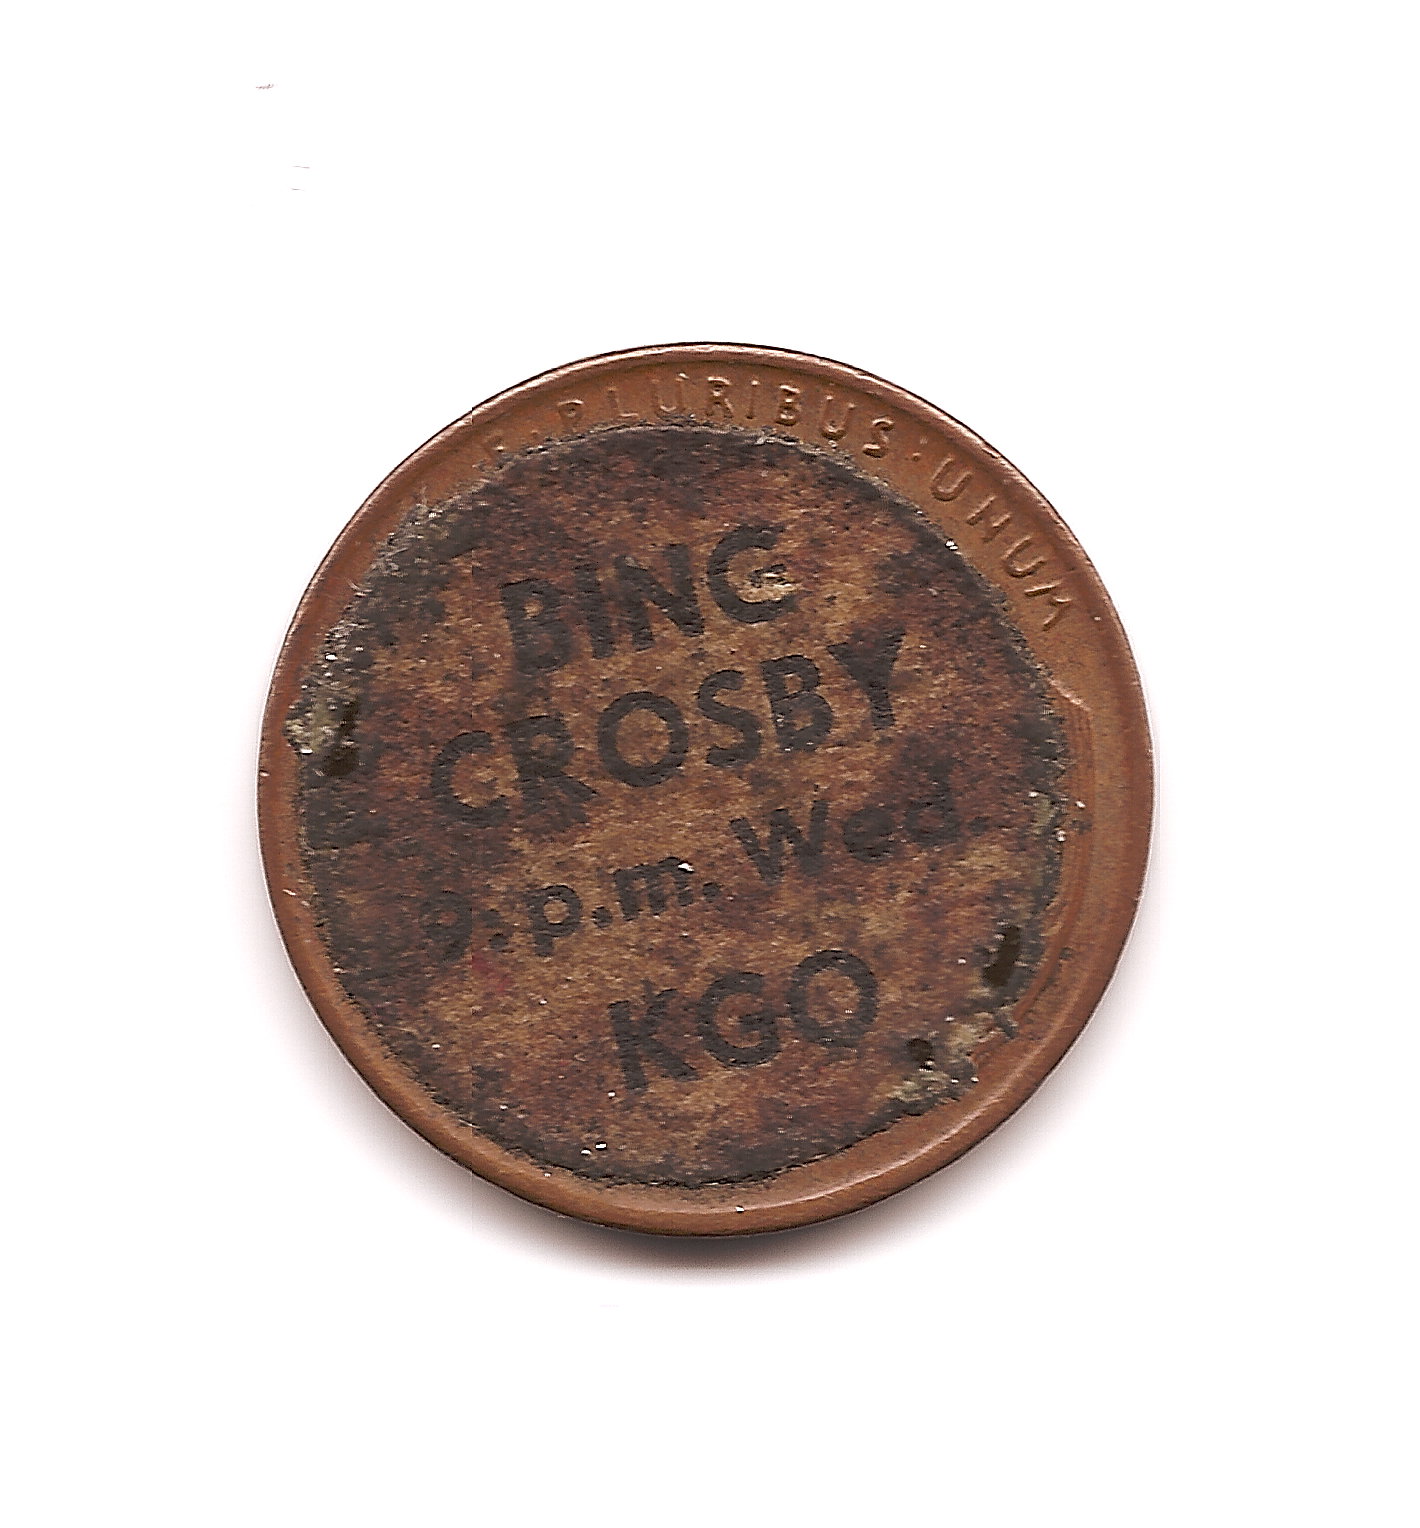 E·PLURIBUS·UNUM
BING
CROSBY
9: p.m. Wed.
KGO